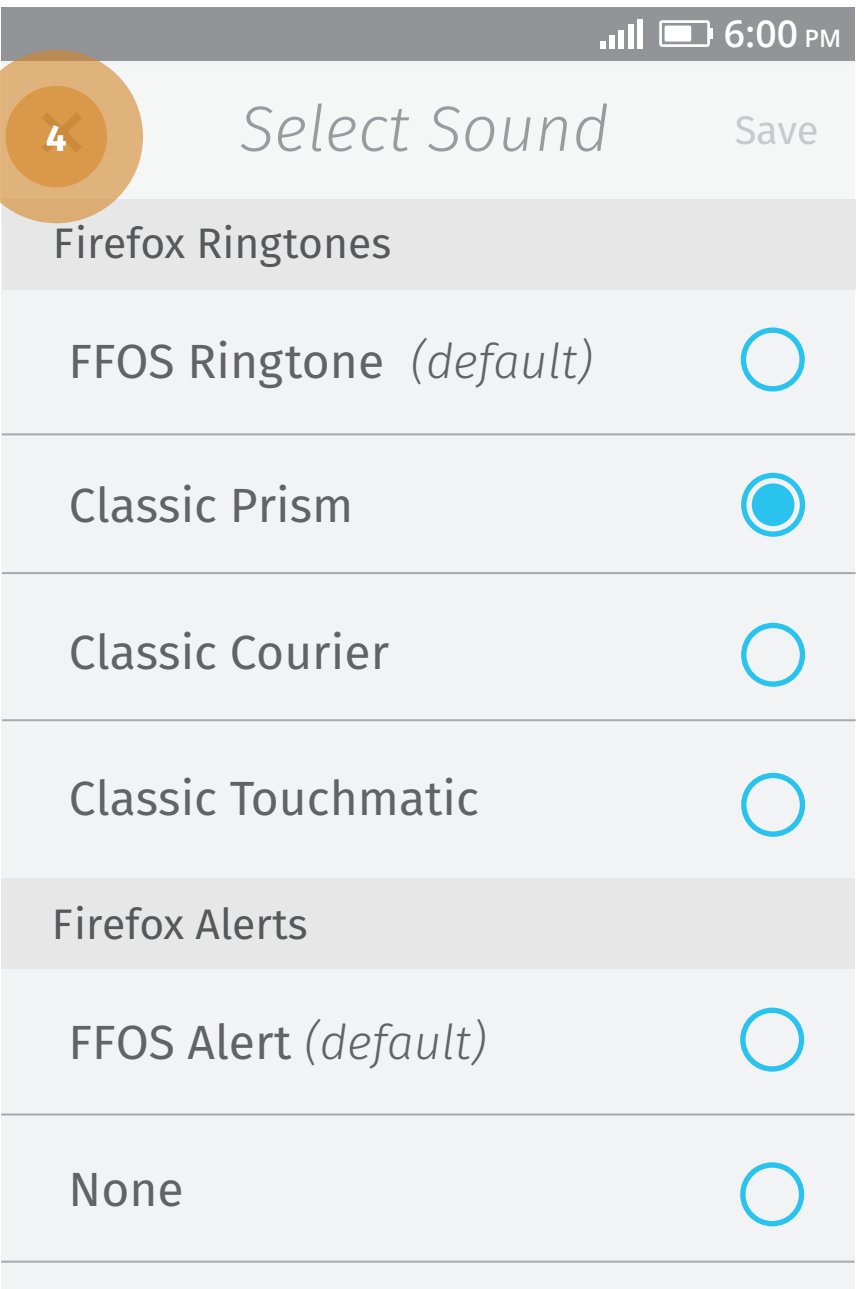 6:00 PM
4
Select Sound
Save
Firefox Ringtones
FFOS Ringtone (default)
Classic Prism
Classic Courier
Classic Touchmatic
Firefox Alerts
FFOS Alert (default)
None